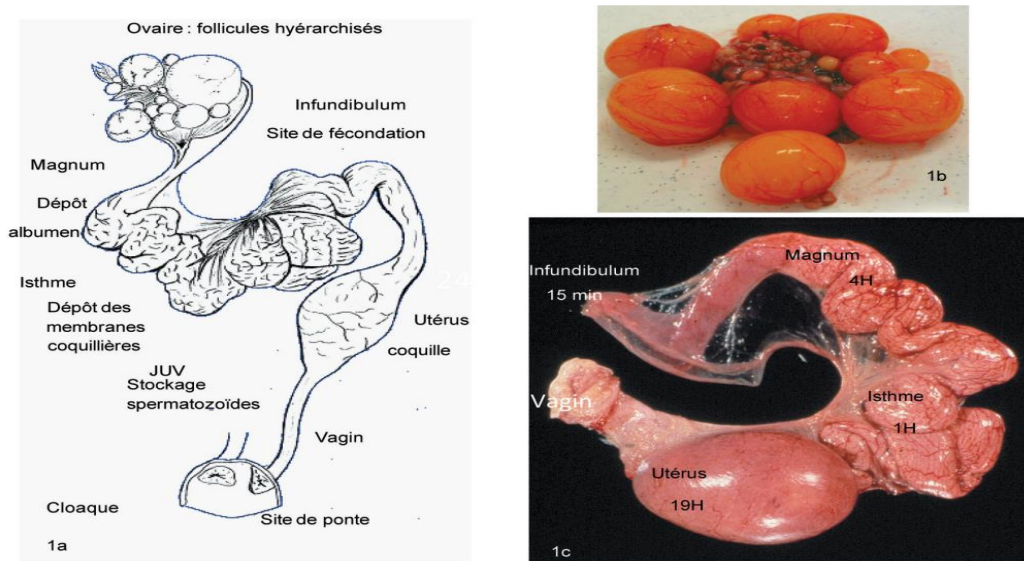 Ovaire : follicules hyérarchisés
Infundibulum
Site de fécondation
Magnum
Dépôt
albumen
Isthme
Dépôt des
membranes
coquillières
24
Utérus
coquille
JUV
Stockage
spermatozoïdes
Vagin
Cloaque
Site de ponte
1a
1b
Infundibulum
15 min
Magnum
4H
Vagin
Isthme
1H
Utérus
19H
1c